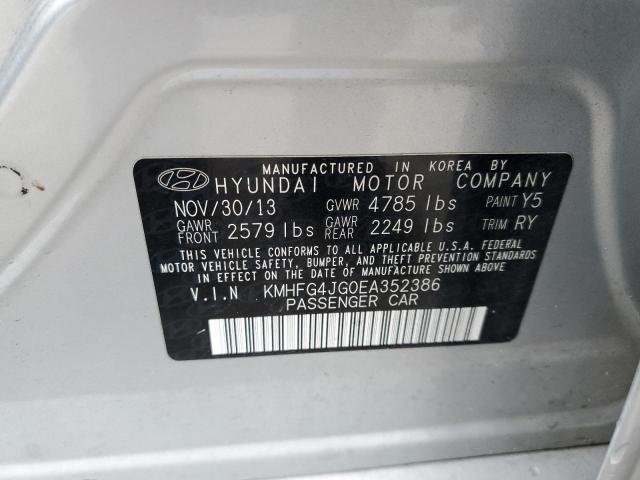 MANUFACTURED IN KOREA BY
HYUNDAI MOTOR COMPANY
NOV/30/13 GVWR 4785 lbs PAINT Y5
GAWR FRONT 2579 lbs GAWR REAR 2249 lbs TRIM RY
THIS VEHICLE CONFORMS TO ALL APPLICABLE U.S.A. FEDERAL
MOTOR VEHICLE SAFETY, BUMPER, AND THEFT PREVENTION STANDARDS
IN EFFECT ON THE DATE OF MANUFACTURE SHOWN ABOVE.
V.I.N KMHFG4JG0EA352386
PASSENGER CAR